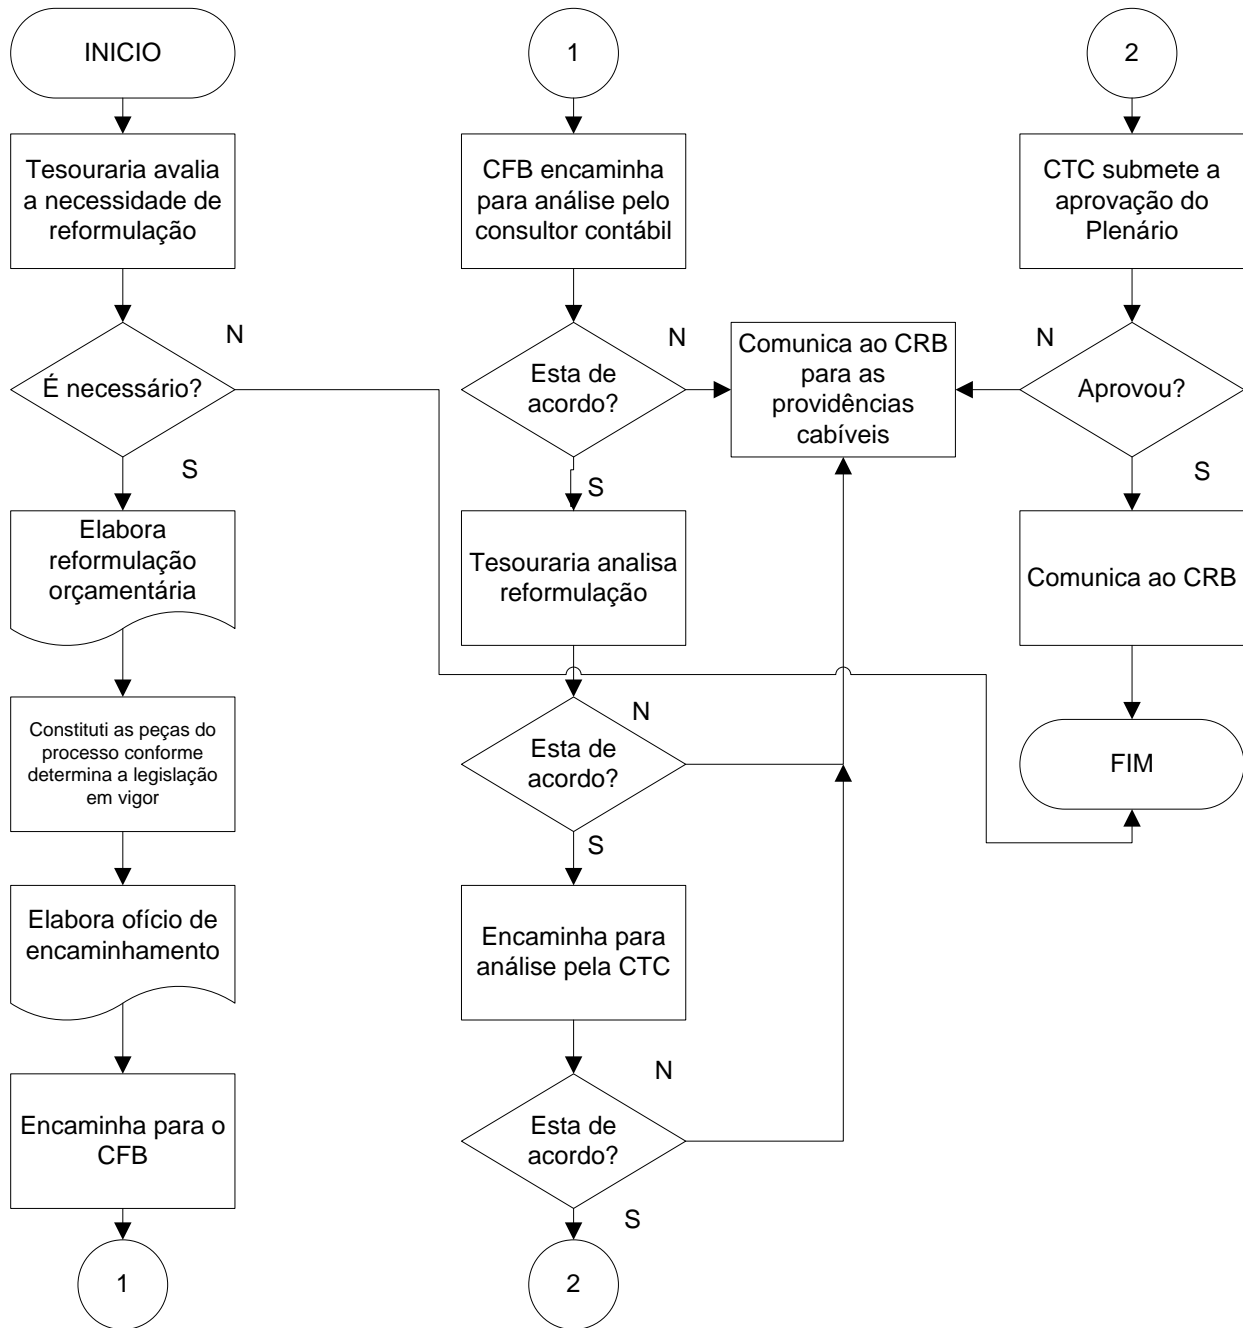 INICIO
Tesouraria avalia
a necessidade de
reformulação
N
É necessário?
S
Elabora
reformulação
orçamentária
Constituti as peças do
processo conforme
determina a legislação
em vigor
Elabora ofício de
encaminhamento
Encaminha para o
CFB
1
1
CFB encaminha
para análise pelo
consultor contábil
N
Esta de
acordo?
S
Tesouraria analisa
reformulação
N
Esta de
acordo?
S
Encaminha para
análise pela CTC
N
Esta de
acordo?
S
2
Comunica ao CRB
para as
providências
cabíveis
2
CTC submete a
aprovação do
Plenário
N
Aprovou?
S
Comunica ao CRB
FIM